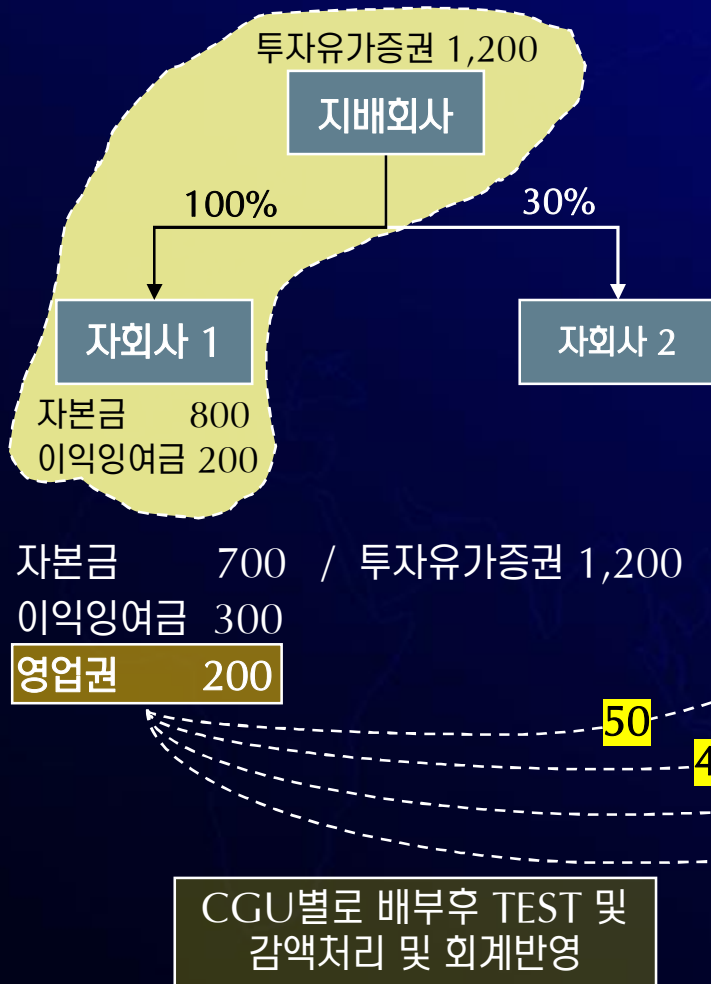 투자유가증권 1,200
지배회사
100%
30%
자회사 1
자회사 2
자본금 800
이익잉여금 200
자본금 700 / 투자유가증권 1,200
이익잉여금 300
영업권 200
50
4
CGU별로 배부후 TEST 및
감액처리 및 회계반영